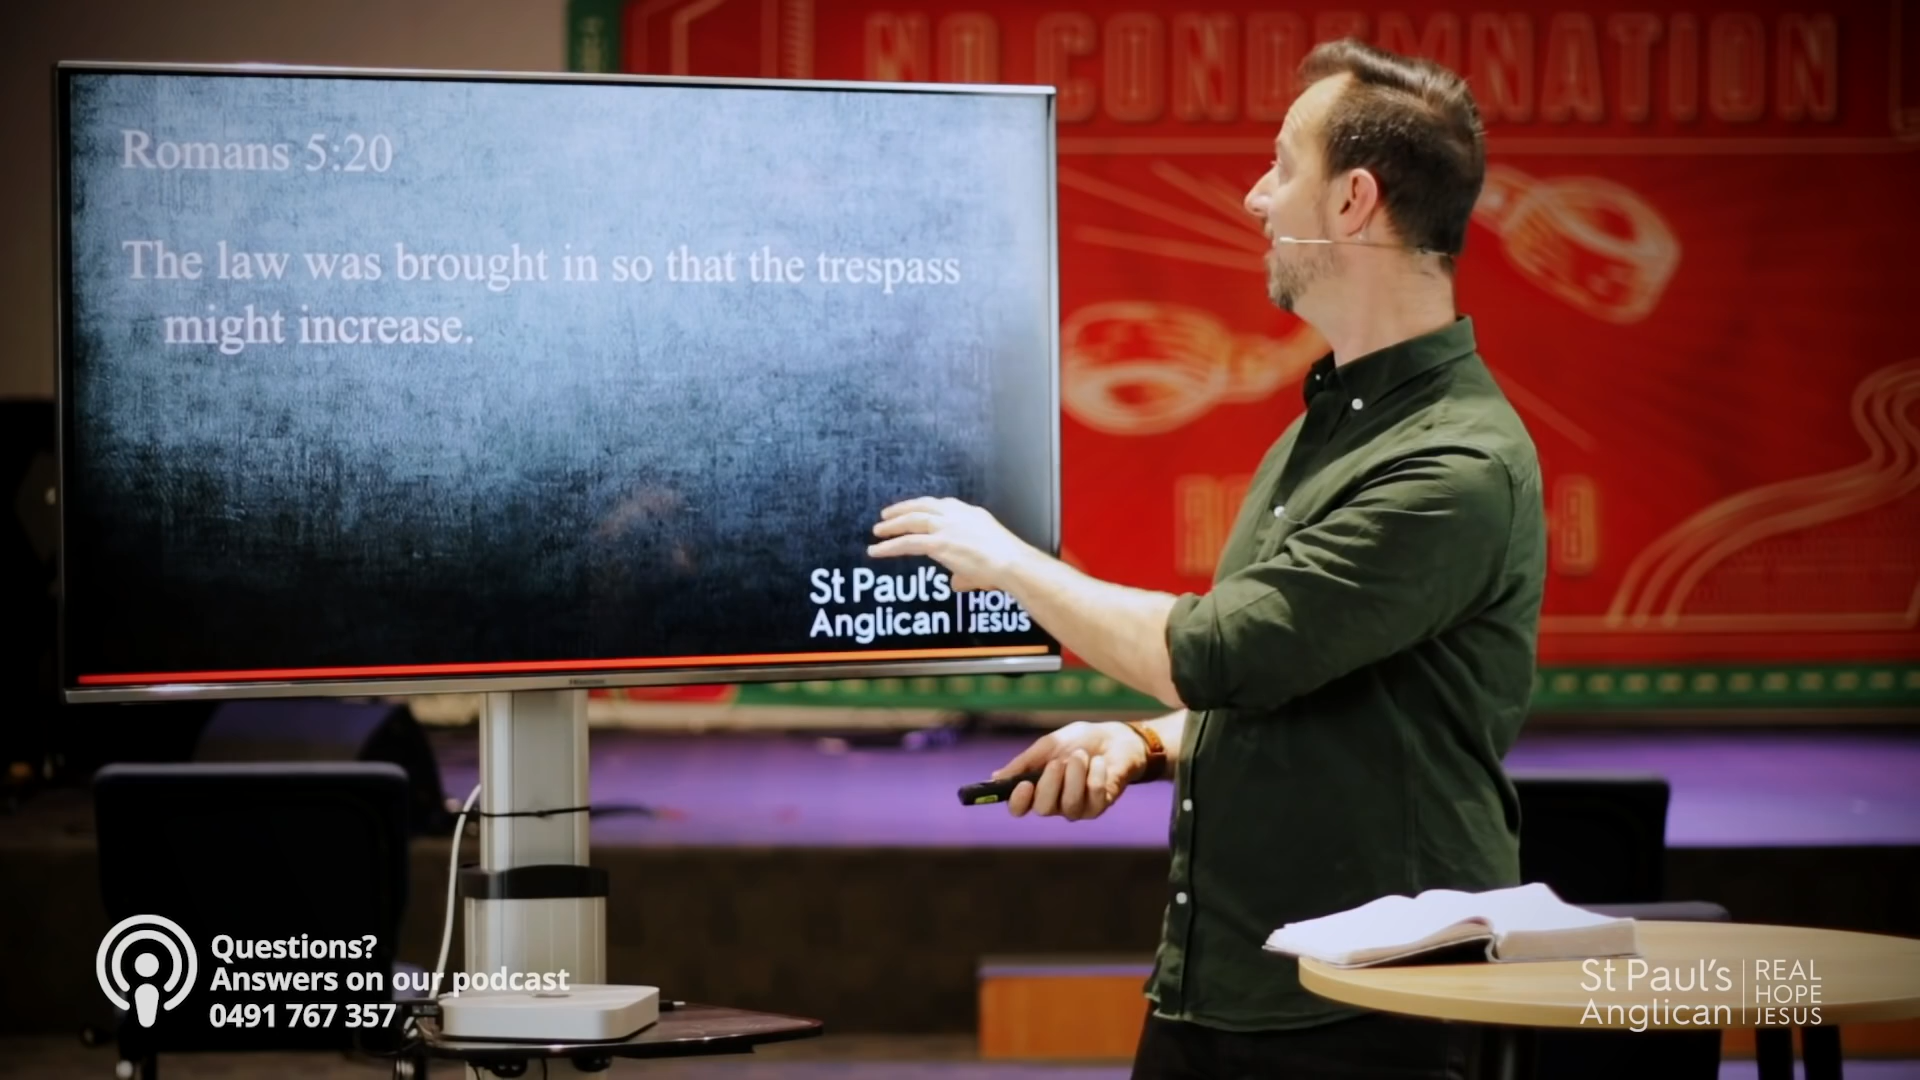 NO CONDEMNATION
Romans 5:20
The law was brought in so that the trespass
might increase.
St Paul's
Anglican
HOPE
JESUS
Questions?
Answers on our podcast
0491 767 357
St Paul's
Anglican
REAL
HOPE
JESUS